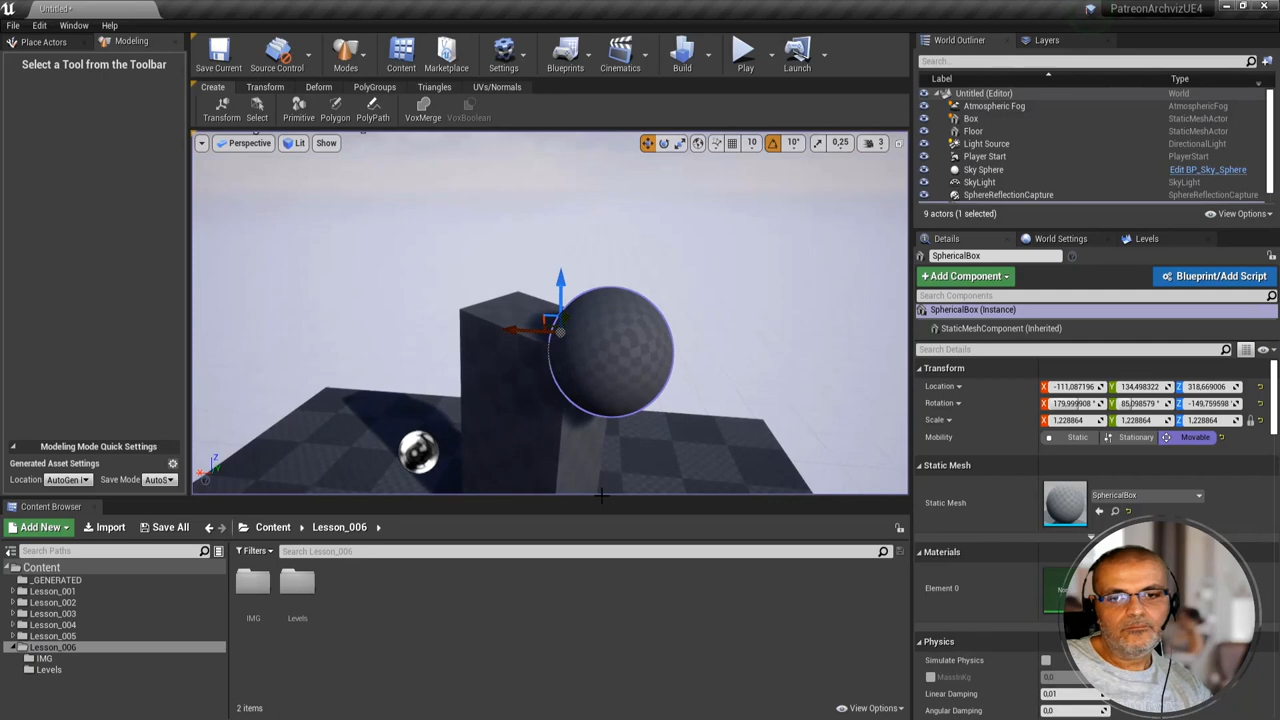 Untitled*
PatreonArchvizUE4
File Edit Window Help
Place Actors Modeling
Select a Tool from the Toolbar
Save Current Source Control Modes Content Marketplace Settings Blueprints Cinematics Build Play Launch
Create Transform Deform PolyGroups Triangles UVs/Normals
Transform Select Primitive Polygon PolyPath VoxMerge VoxBoolean
Perspective Lit Show 10 10° 0,25 3
Z
X
Modeling Mode Quick Settings
Generated Asset Settings
Location AutoGen Save Mode AutoS
World Outliner Layers
Search...
Label Type
Untitled (Editor) World
Atmospheric Fog AtmosphericFog
Box StaticMeshActor
Floor StaticMeshActor
Light Source DirectionalLight
Player Start PlayerStart
Sky Sphere Edit BP_Sky_Sphere
SkyLight SkyLight
SphereReflectionCapture SphereReflectionCapture
9 actors (1 selected) View Options
Details World Settings Levels
SphericalBox
+Add Component Blueprint/Add Script
Search Components
SphericalBox (Instance)
StaticMeshComponent (Inherited)
Search Details
Transform
Location X -111,087196 Y 134,498322 Z 318,669006
Rotation X 179,999908 ° Y 85,098579 ° Z -149,759598 °
Scale X 1,228864 Y 1,228864 Z 1,228864
Mobility Static Stationary Movable
Static Mesh
Static Mesh SphericalBox
Materials
Element 0
Physics
Simulate Physics
MassInKg 0,0
Linear Damping 0,01
Angular Damping 0,0
Content Browser
Add New Import Save All Content Lesson_006
Search Paths Filters Search Lesson_006
Content
_GENERATED
Lesson_001
Lesson_002
Lesson_003
Lesson_004
Lesson_005
Lesson_006
IMG
Levels
IMG Levels
2 items View Options